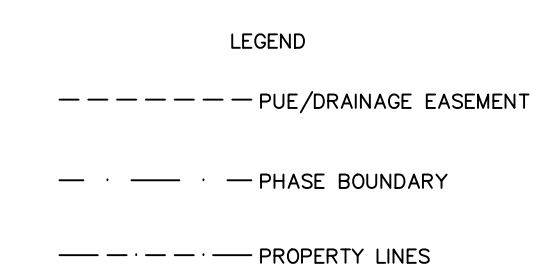 LEGEND
PUE/DRAINAGE EASEMENT
PHASE BOUNDARY
PROPERTY LINES